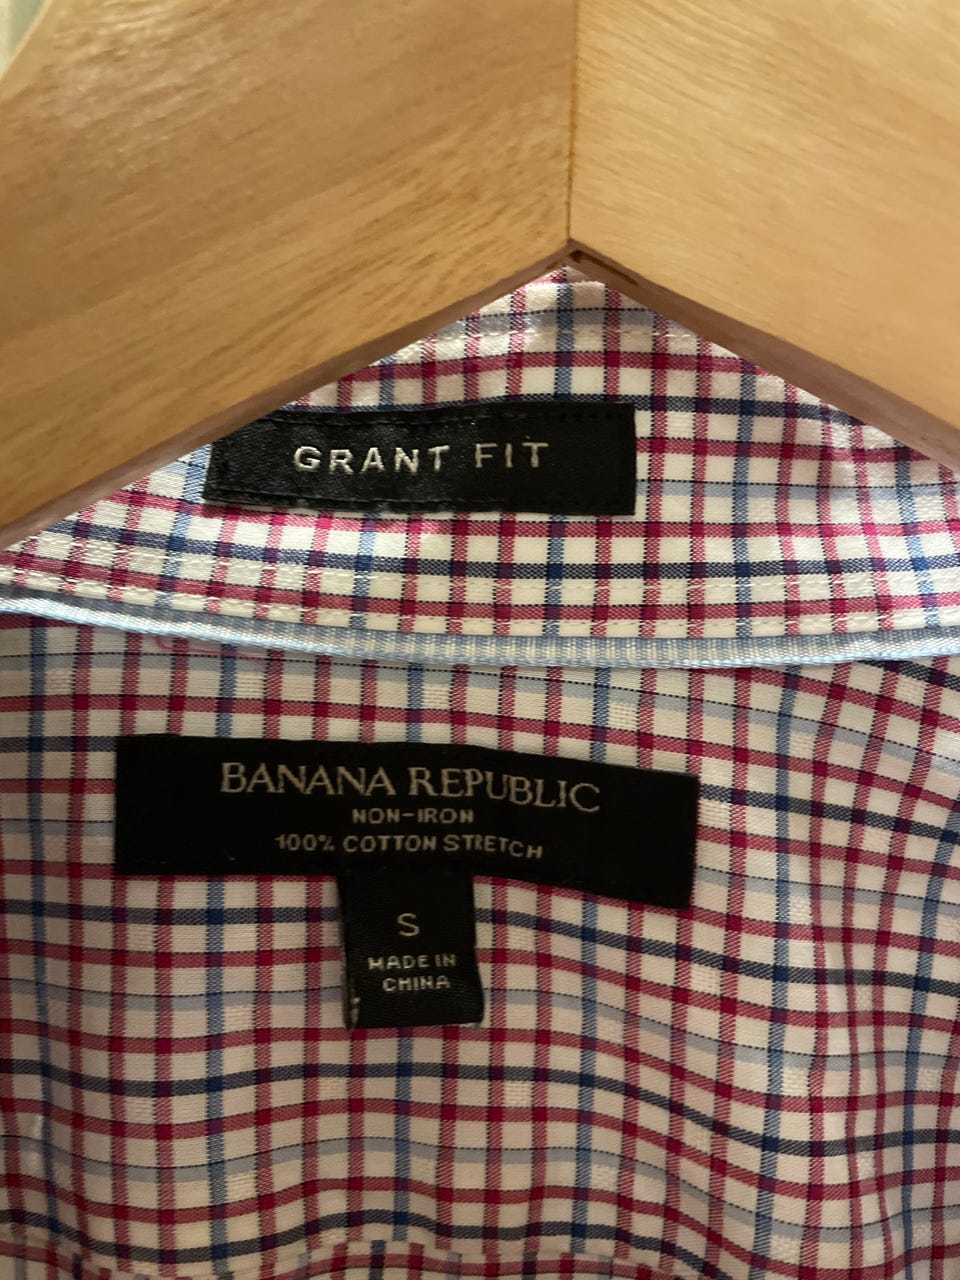 GRANT FIT
BANANA REPUBLIC
NON-IRON
100% COTTON STRETCH
S
MADE IN
CHINA